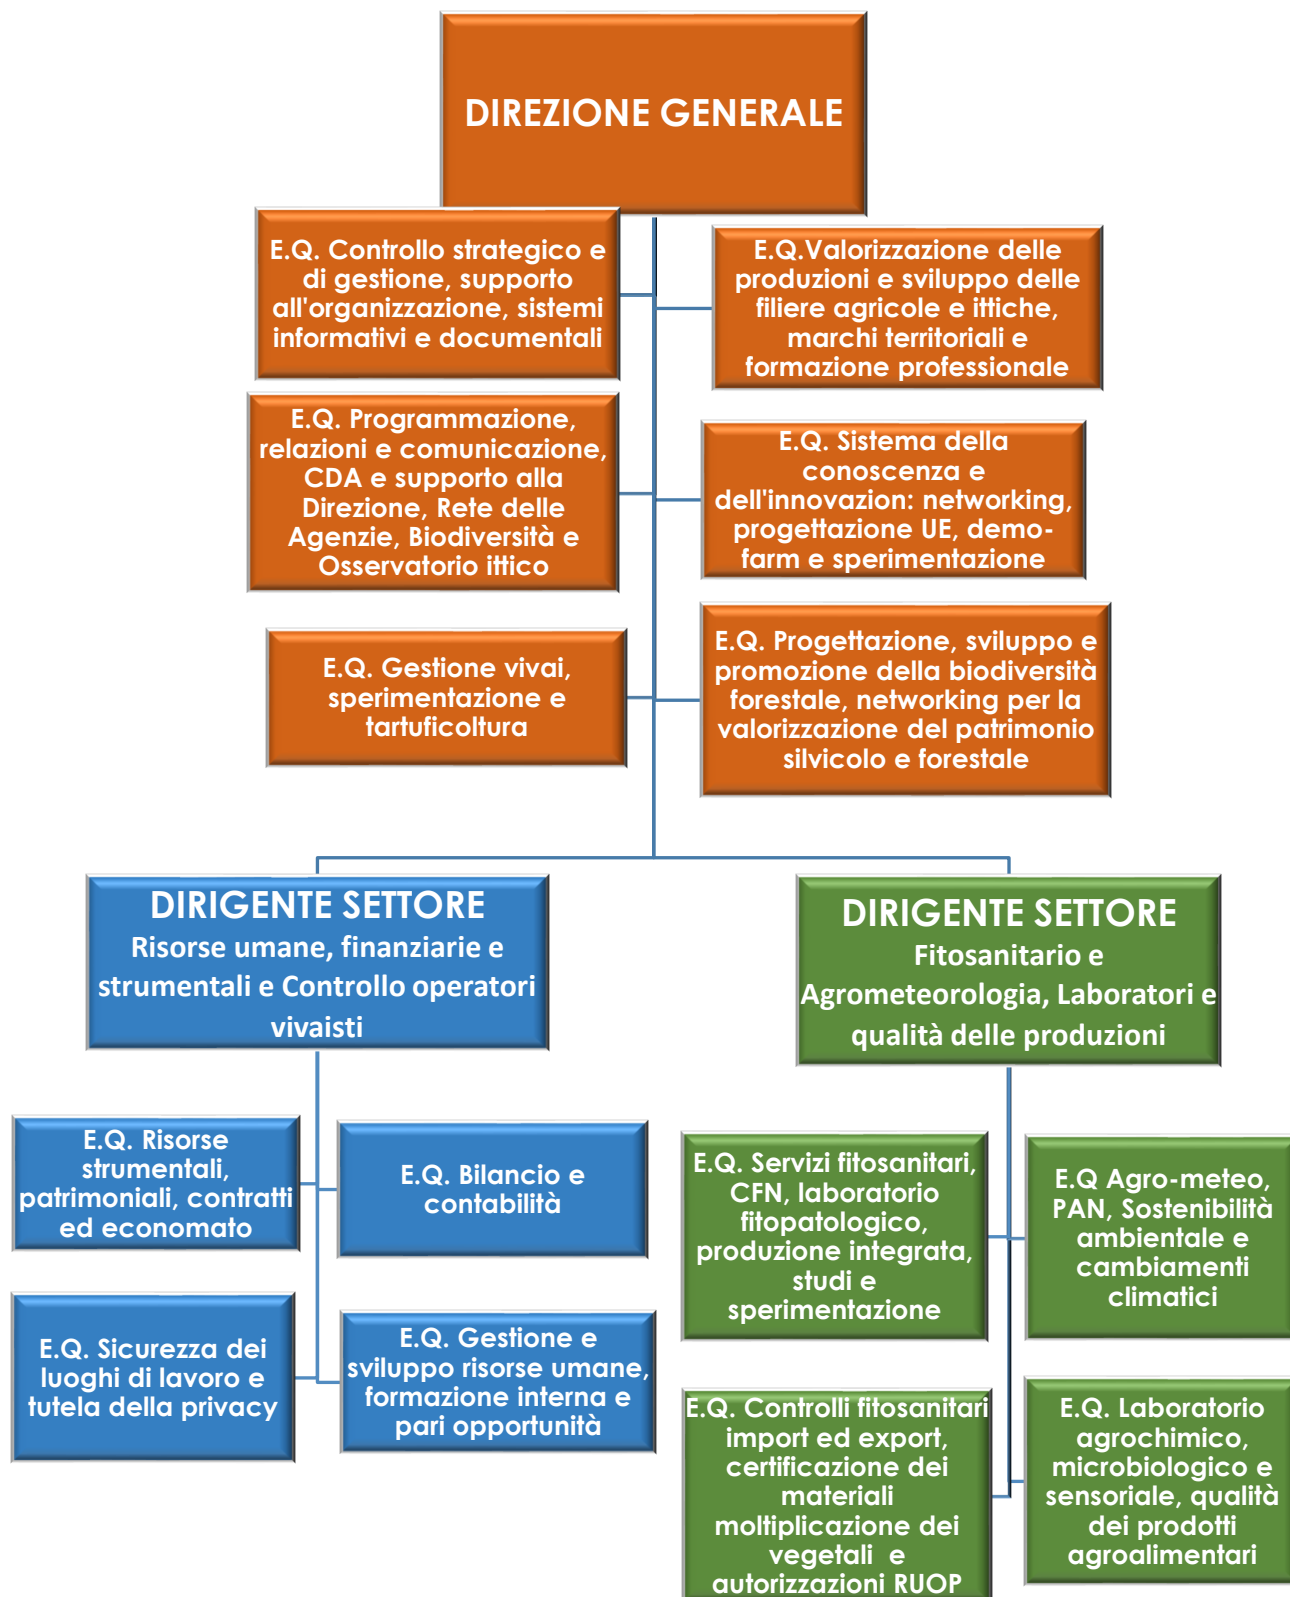 DIREZIONE GENERALE
E.Q. Controllo strategico e
di gestione, supporto
all'organizzazione, sistemi
informativi e documentali
E.Q.Valorizzazione delle
produzioni e sviluppo delle
filiere agricole e ittiche,
marchi territoriali e
formazione professionale
E.Q. Programmazione,
relazioni e comunicazione,
CDA e supporto alla
Direzione, Rete delle
Agenzie, Biodiversità e
Osservatorio ittico
E.Q. Sistema della
conoscenza e
dell'innovazion: networking,
progettazione UE, demo-
farm e sperimentazione
E.Q. Gestione vivai,
sperimentazione e
tartuficoltura
E.Q. Progettazione, sviluppo e
promozione della biodiversità
forestale, networking per la
valorizzazione del patrimonio
silvicolo e forestale
DIRIGENTE SETTORE
Risorse umane, finanziarie e
strumentali e Controllo operatori
vivaisti
DIRIGENTE SETTORE
Fitosanitario e
Agrometeorologia, Laboratori e
qualità delle produzioni
E.Q. Risorse
strumentali,
patrimoniali, contratti
ed economato
E.Q. Bilancio e
contabilità
E.Q. Sicurezza dei
luoghi di lavoro e
tutela della privacy
E.Q. Gestione e
sviluppo risorse umane,
formazione interna e
pari opportunità
E.Q. Servizi fitosanitari,
CFN, laboratorio
fitopatologico,
produzione integrata,
studi e
sperimentazione
E.Q Agro-meteo,
PAN, Sostenibilità
ambientale e
cambiamenti
climatici
E.Q. Controlli fitosanitari
import ed export,
certificazione dei
materiali
moltiplicazione dei
vegetali  e
autorizzazioni RUOP
E.Q. Laboratorio
agrochimico,
microbiologico e
sensoriale, qualità
dei prodotti
agroalimentari